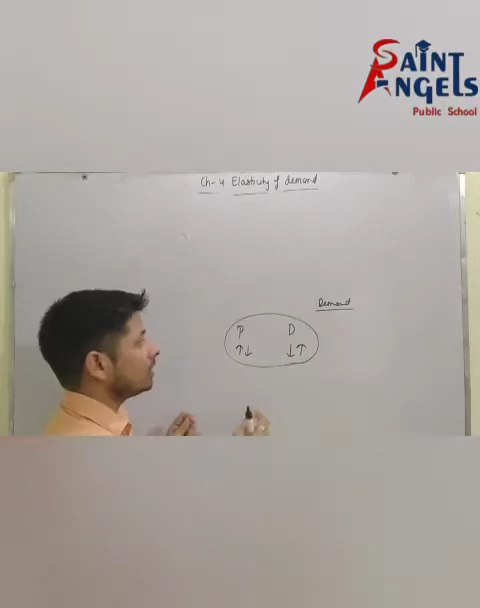 SAINT
ANGELS
Public School
Ch-4 Elasticity of demand
Demand
P D
↑↓ ↓↑